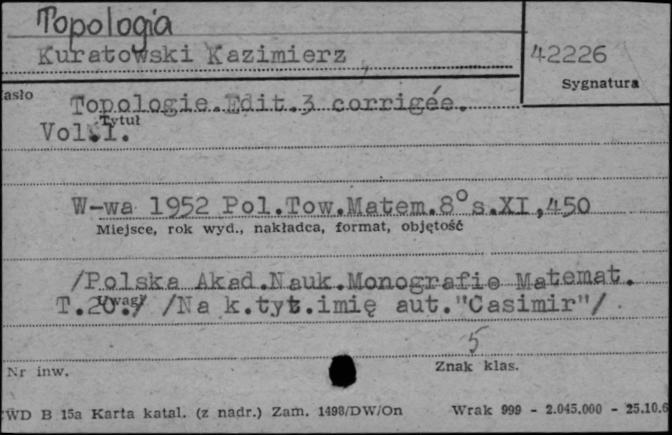 Topologia
Kuratowski Kazimierz
42226
Sygnatura
asło
Topologie.Edit.3 corrigée.
Tytuł
Vol.I.
W-wa 1952 Pol.Tow.Matem.8°s.XI,450
Miejsce, rok wyd., nakładca, format, objętość
/Polska Akad.Nauk.Monografie Matemat.
Uwagi
T.20./ /Na k.tyt.imię aut."Casimir"/
5
Nr inw.
Znak klas.
CWD B 15a Karta katal. (z nadr.) Zam. 1498/DW/On Wrak 999 - 2.045.000 - 25.10.6